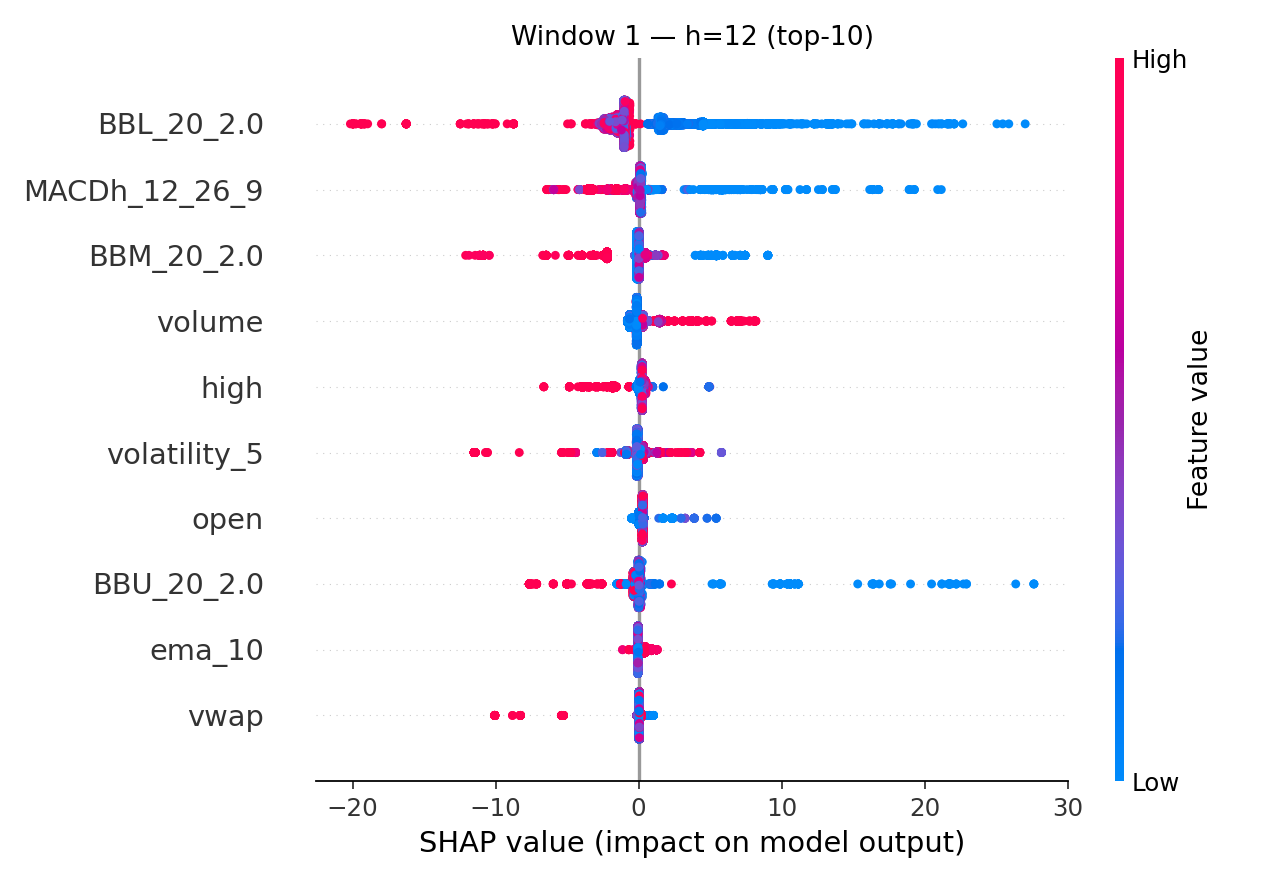 Window 1 — h=12 (top-10)
High
BBL_20_2.0
MACDh_12_26_9
BBM_20_2.0
volume
high
volatility_5
open
BBU_20_2.0
ema_10
vwap
Feature value
Low
−20 −10 0 10 20 30
SHAP value (impact on model output)